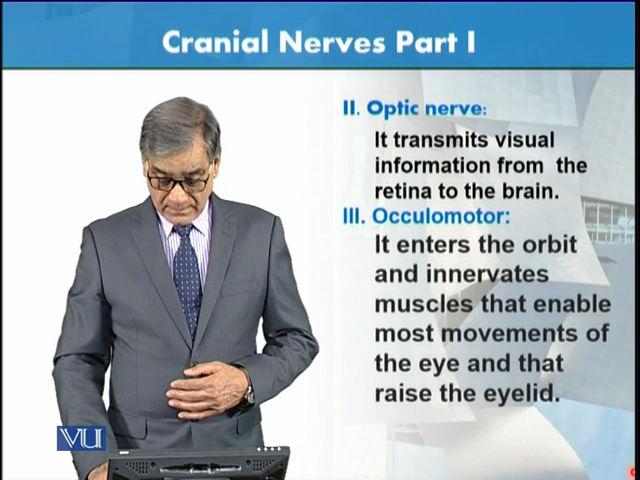 Cranial Nerves Part I
II. Optic nerve:
It transmits visual
information from the
retina to the brain.
III. Occulomotor:
It enters the orbit
and innervates
muscles that enable
most movements of
the eye and that
raise the eyelid.
VU